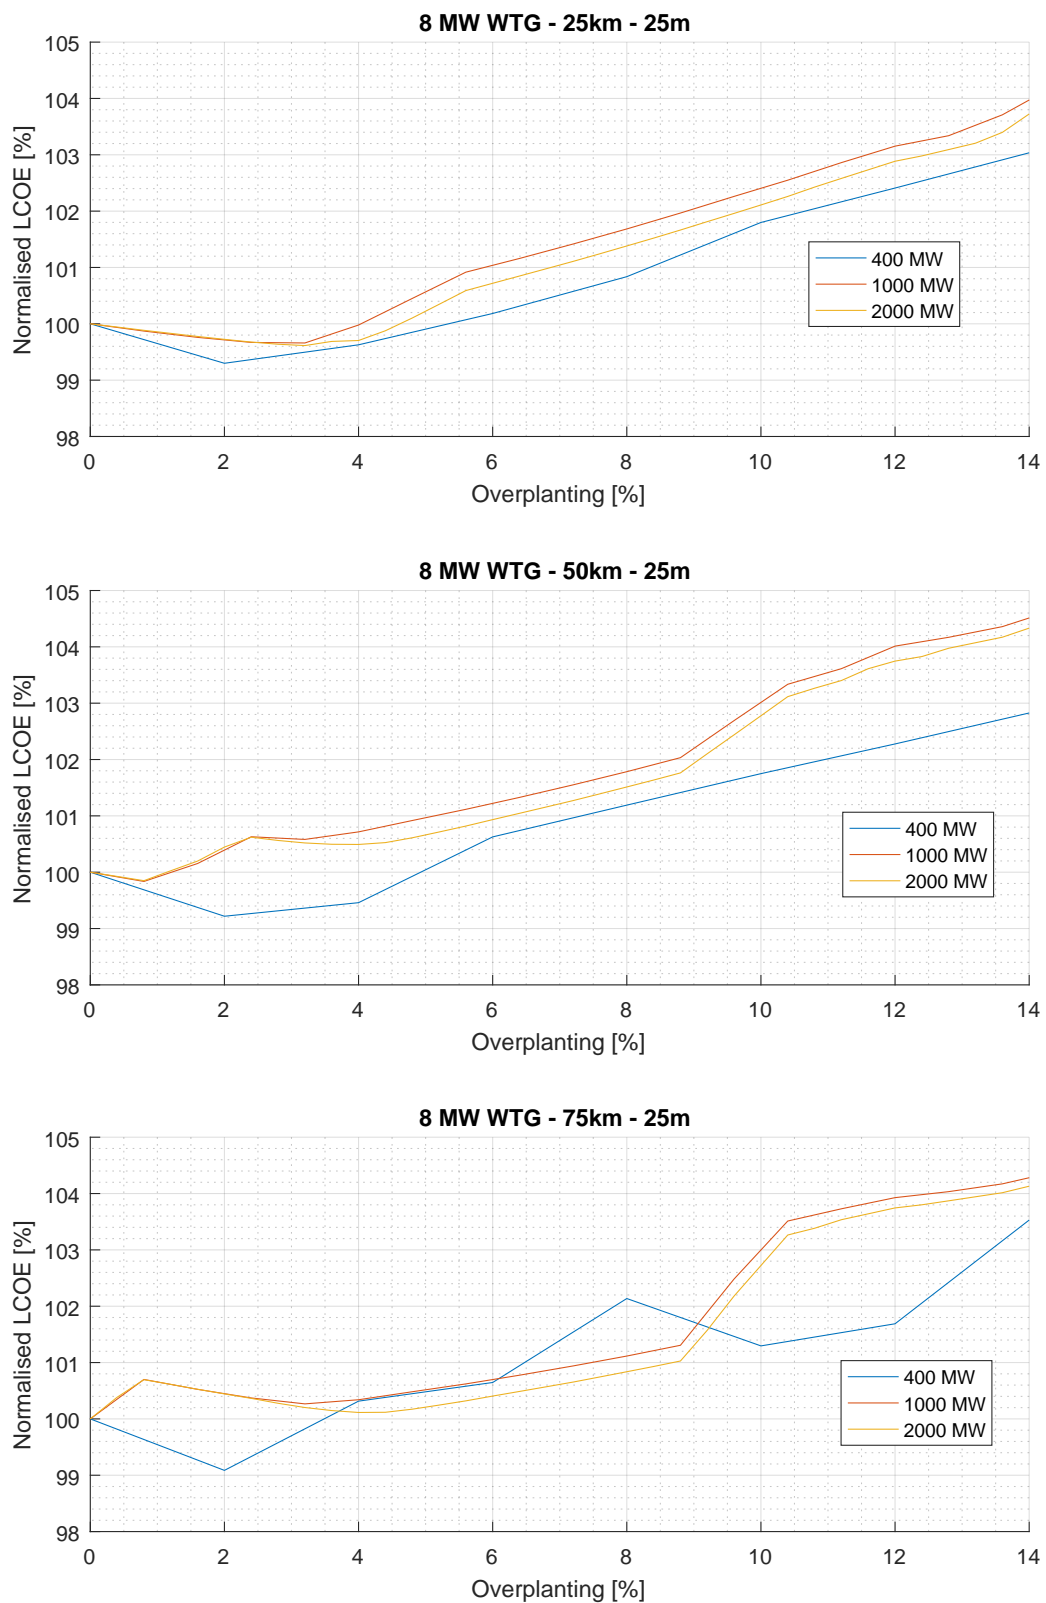 8 MW WTG - 25km - 25m
105
104
103
102
101
100
99
98
Normalised LCOE [%]
400 MW
1000 MW
2000 MW
0 2 4 6 8 10 12 14
Overplanting [%]
8 MW WTG - 50km - 25m
105
104
103
102
101
100
99
98
Normalised LCOE [%]
400 MW
1000 MW
2000 MW
0 2 4 6 8 10 12 14
Overplanting [%]
8 MW WTG - 75km - 25m
105
104
103
102
101
100
99
98
Normalised LCOE [%]
400 MW
1000 MW
2000 MW
0 2 4 6 8 10 12 14
Overplanting [%]